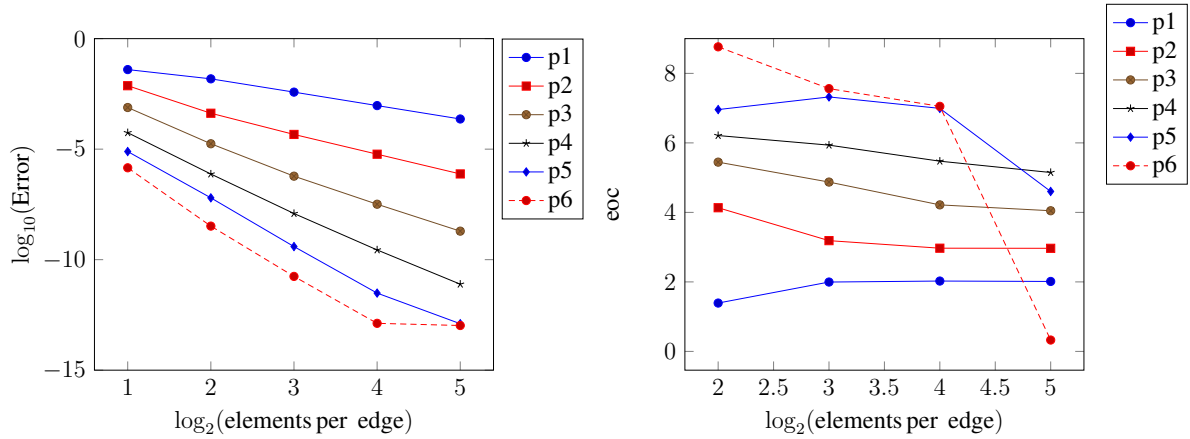 0
−5
−10
−15
log₁₀(Error)
1 2 3 4 5
log₂(elements per edge)
p1
p2
p3
p4
p5
p6
8
6
4
2
0
eoc
2 2.5 3 3.5 4 4.5 5
log₂(elements per edge)
p1
p2
p3
p4
p5
p6